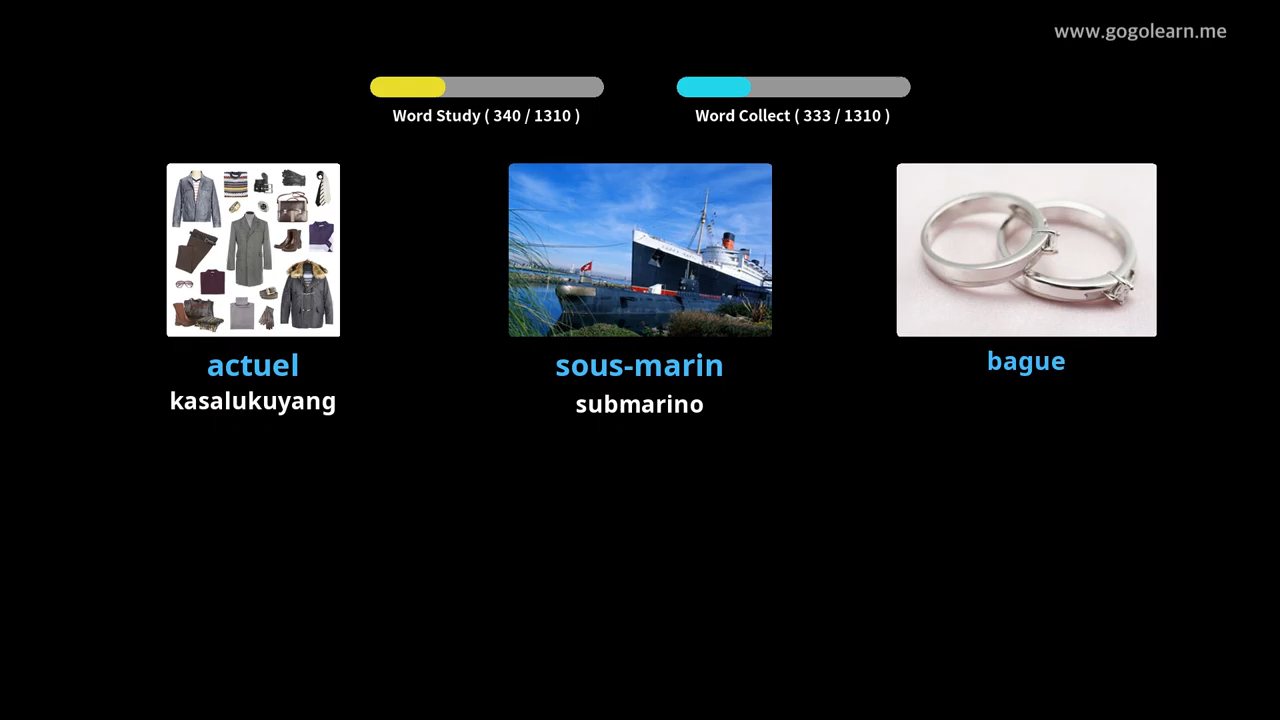 www.gogolearn.me
Word Study ( 340 / 1310 )
Word Collect ( 333 / 1310 )
actuel
kasalukuyang
sous-marin
submarino
bague